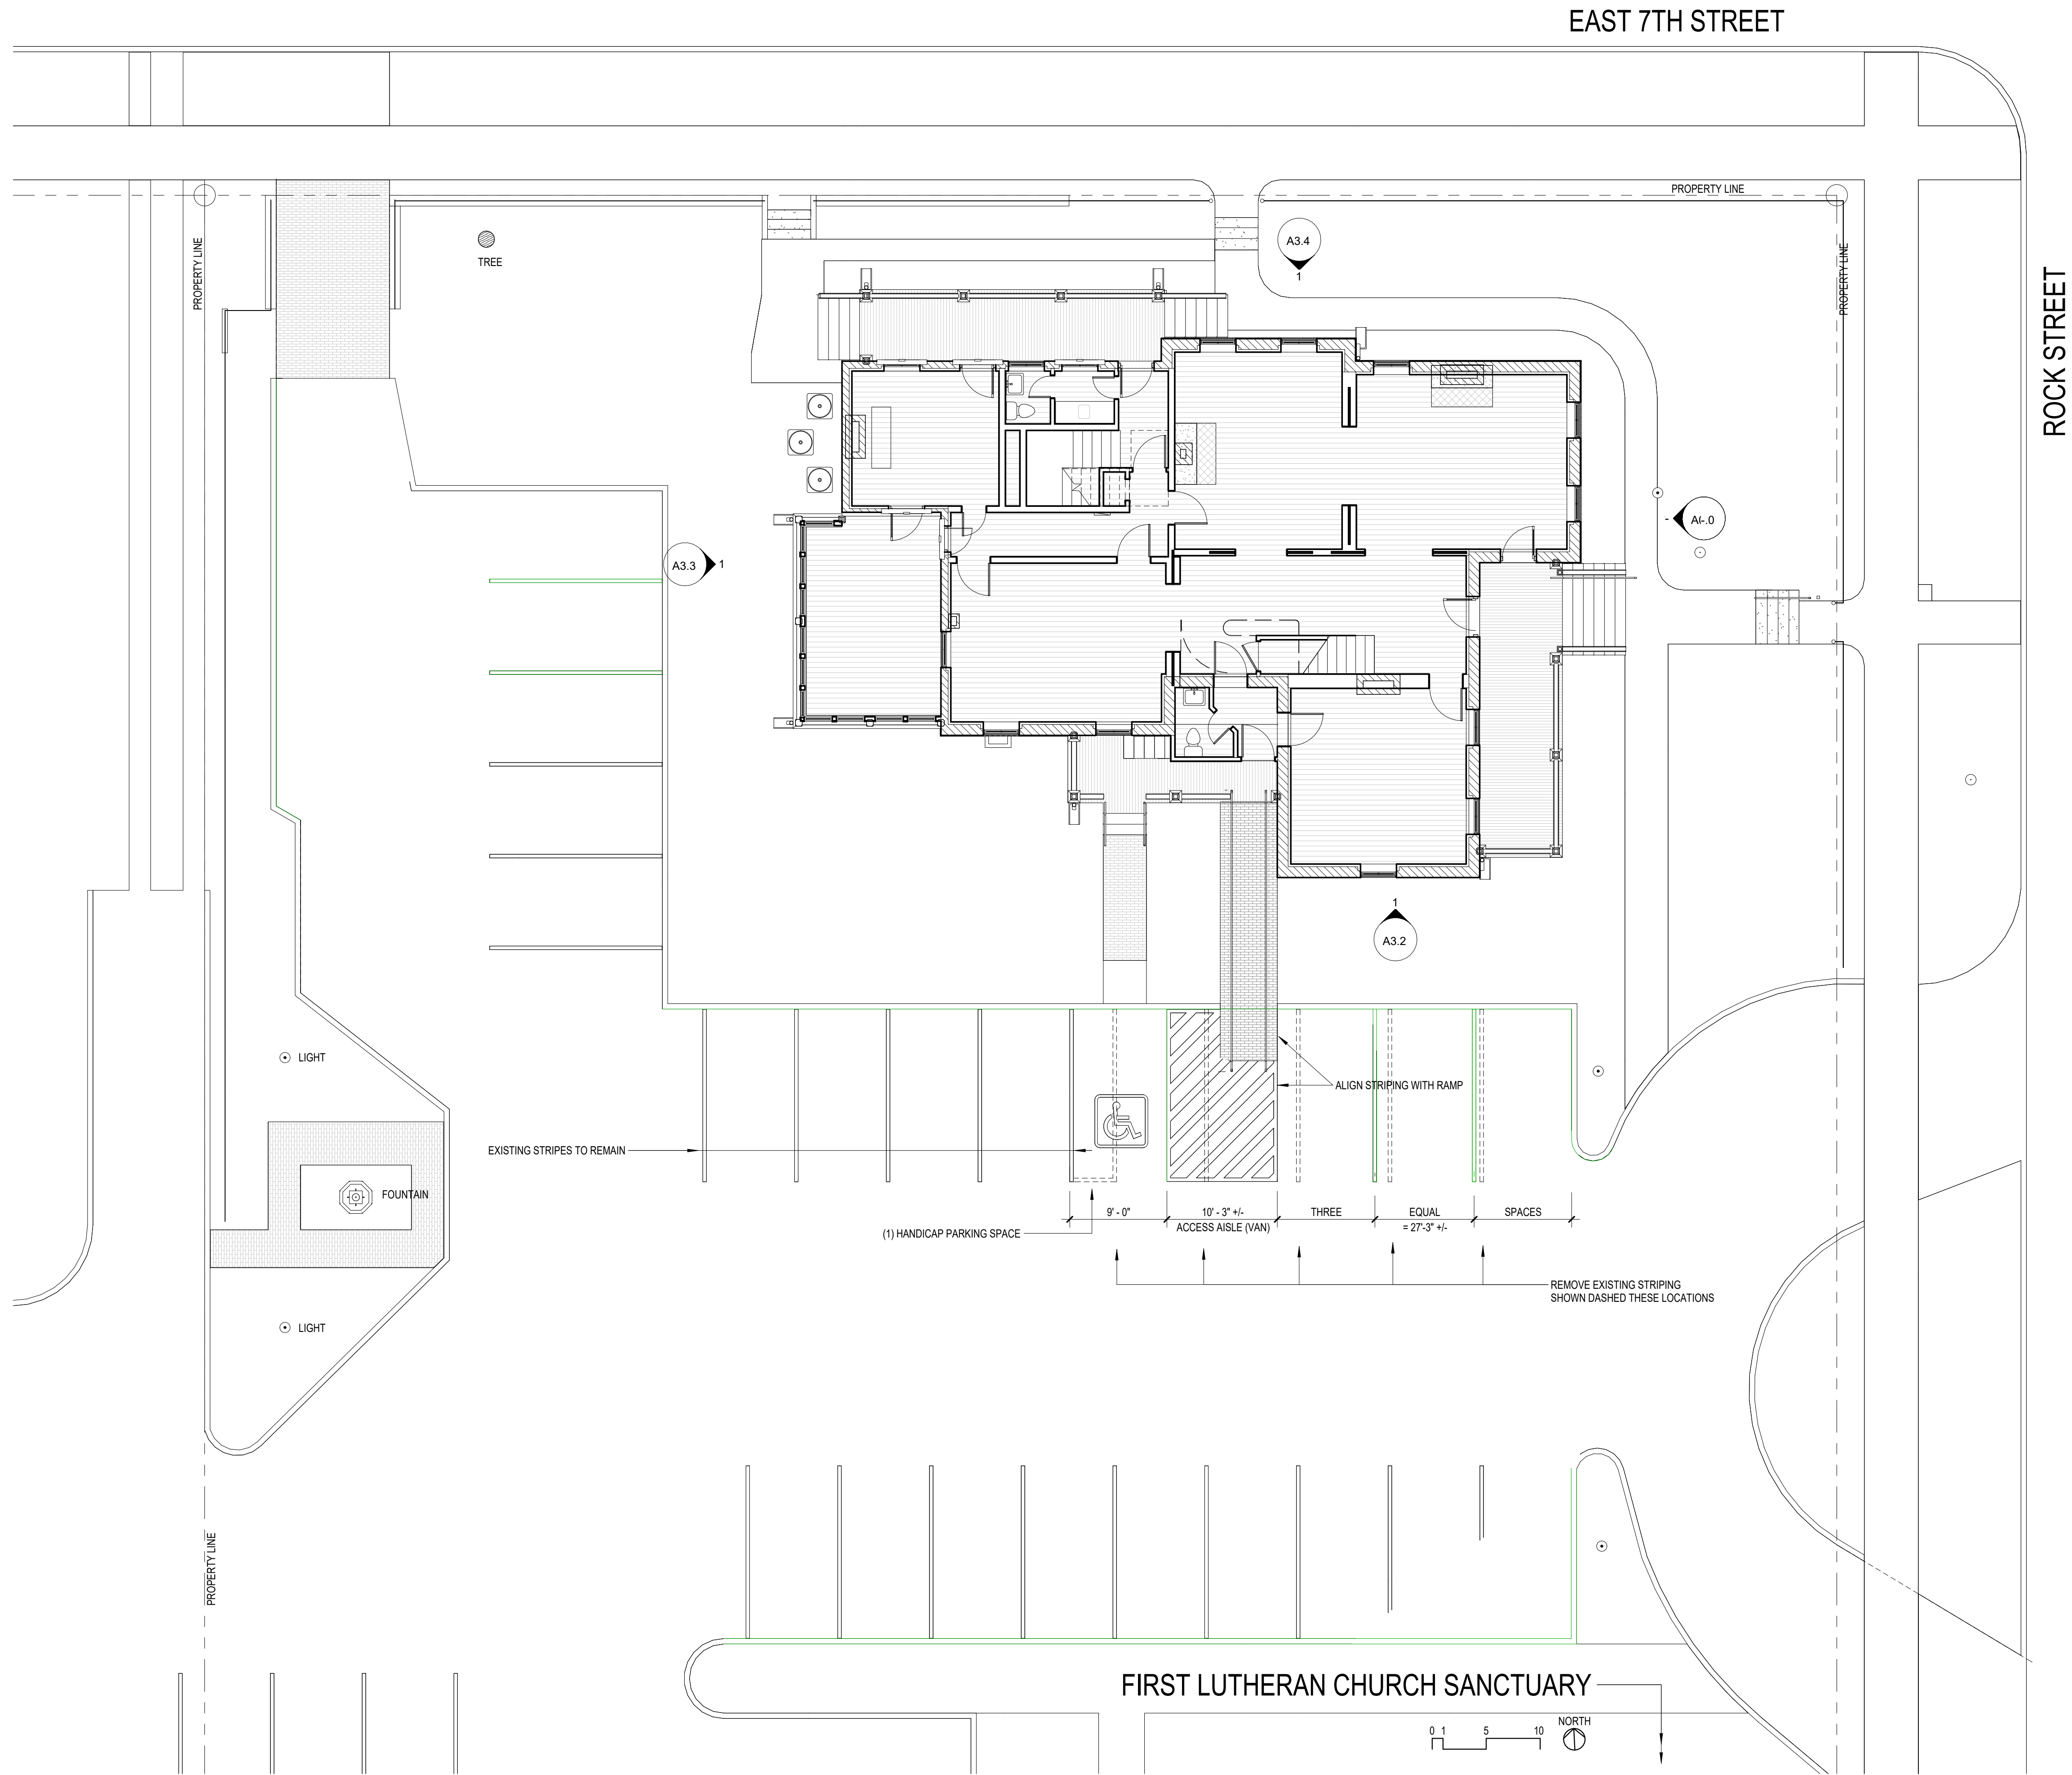 EAST 7TH STREET
PROPERTY LINE
PROPERTY LINE
PROPERTY LINE
ROCK STREET
TREE
A3.4
1
A3.3
1
-
1
A3.2
LIGHT
ALIGN STRIPING WITH RAMP
EXISTING STRIPES TO REMAIN
FOUNTAIN
9' - 0"
10' - 3" +/-
THREE
EQUAL
SPACES
ACCESS AISLE (VAN)
= 27'-3" +/-
(1) HANDICAP PARKING SPACE
REMOVE EXISTING STRIPING
SHOWN DASHED THESE LOCATIONS
LIGHT
PROPERTY LINE
FIRST LUTHERAN CHURCH SANCTUARY
0 1 5 10
NORTH